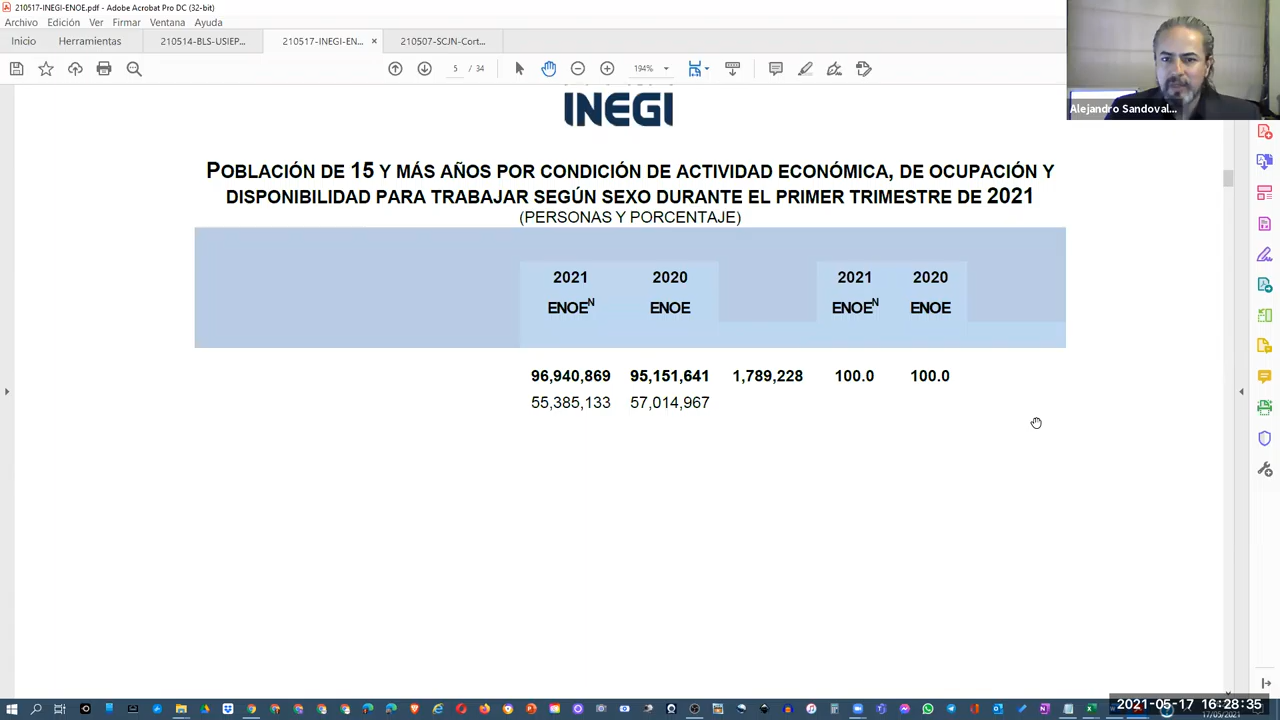 210517-INEGI-ENOE.pdf - Adobe Acrobat Pro DC (32-bit)
Archivo Edición Ver Firmar Ventana Ayuda
Inicio Herramientas 210514-BLS-USIEP... 210517-INEGI-EN... × 210507-SCJN-Cort...
5 / 34 194%
Alejandro Sandoval...
INEGI
POBLACIÓN DE 15 Y MÁS AÑOS POR CONDICIÓN DE ACTIVIDAD ECONÓMICA, DE OCUPACIÓN Y
DISPONIBILIDAD PARA TRABAJAR SEGÚN SEXO DURANTE EL PRIMER TRIMESTRE DE 2021
(PERSONAS Y PORCENTAJE)
2021 2020 2021 2020
ENOEN ENOE ENOEN ENOE
96,940,869 95,151,641 1,789,228 100.0 100.0
55,385,133 57,014,967
2021-05-17 16:28:35
17/05/2021